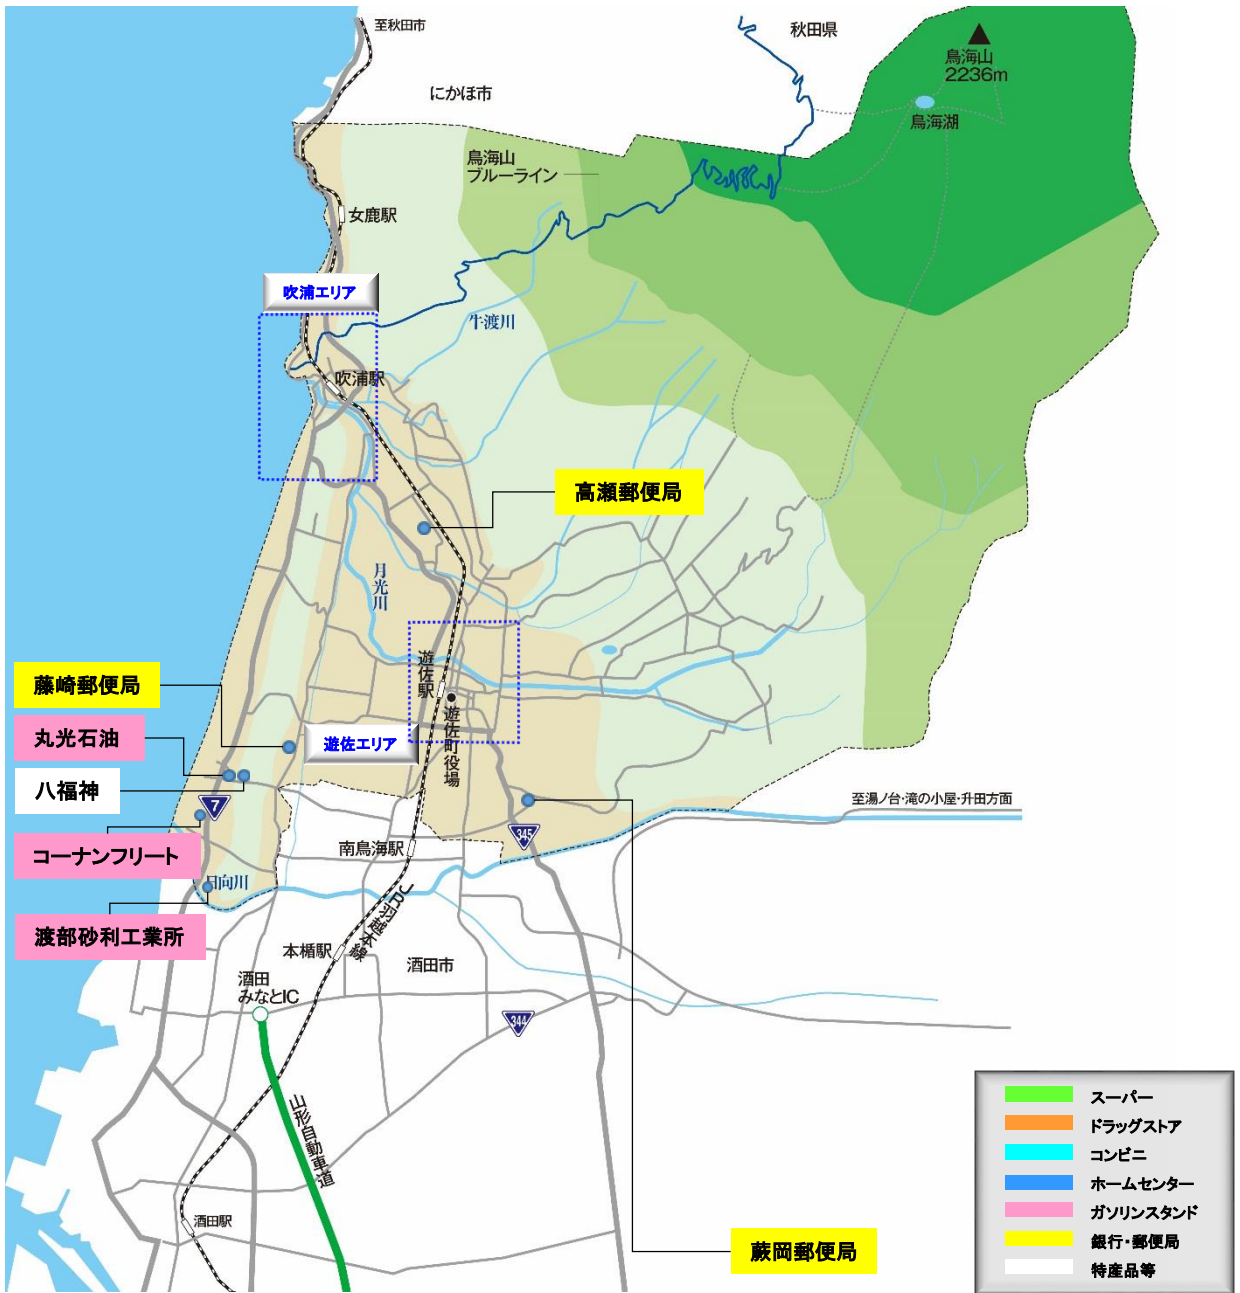 至秋田市
秋田県
鳥海山
2236m
にかほ市
鳥海湖
鳥海山
ブルーライン
女鹿駅
吹浦エリア
牛渡川
吹浦駅
高瀬郵便局
月光川
藤崎郵便局
遊佐駅
丸光石油
遊佐エリア
遊佐町役場
八福神
7
至湯ノ台・滝の小屋・升田方面
345
コーナンフリート
南鳥海駅
日向川
JR羽越本線
渡部砂利工業所
本楯駅
酒田市
酒田
みなとIC
344
山形自動車道
酒田駅
蕨岡郵便局
スーパー
ドラッグストア
コンビニ
ホームセンター
ガソリンスタンド
銀行・郵便局
特産品等